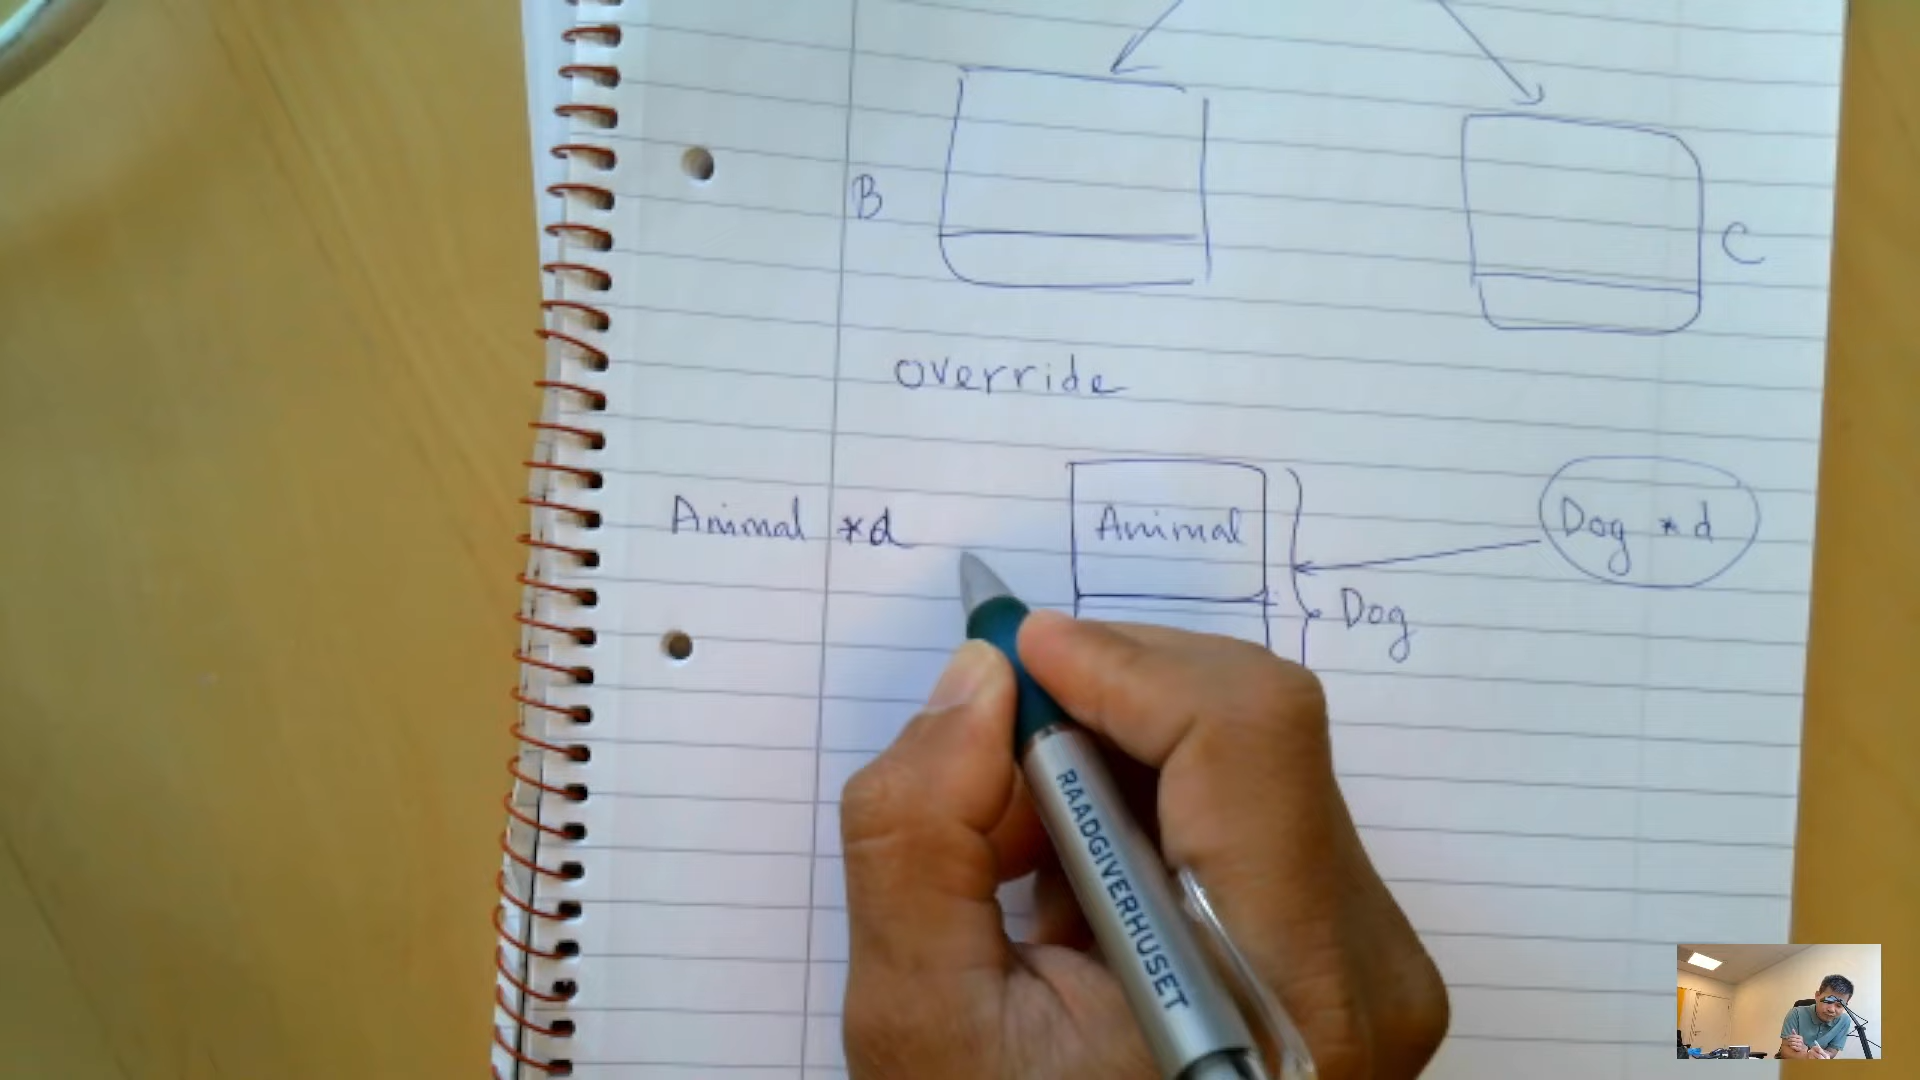 B
C
override
Animal *d
Animal
Dog * d
Dog
RAADGIVERHUSET